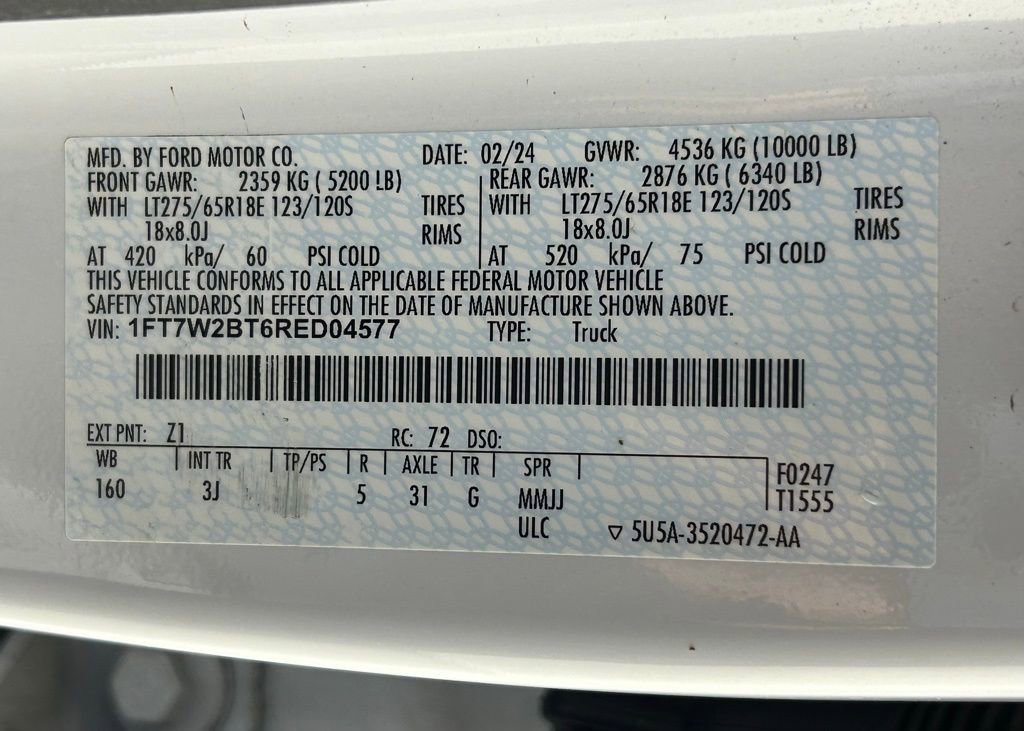 MFD. BY FORD MOTOR CO. DATE: 02/24 GVWR: 4536 KG (10000 LB)
FRONT GAWR: 2359 KG ( 5200 LB) REAR GAWR: 2876 KG ( 6340 LB)
WITH LT275/65R18E 123/120S TIRES WITH LT275/65R18E 123/120S TIRES
18x8.0J RIMS 18x8.0J RIMS
AT 420 kPa/ 60 PSI COLD AT 520 kPa/ 75 PSI COLD
THIS VEHICLE CONFORMS TO ALL APPLICABLE FEDERAL MOTOR VEHICLE
SAFETY STANDARDS IN EFFECT ON THE DATE OF MANUFACTURE SHOWN ABOVE.
VIN: 1FT7W2BT6RED04577 TYPE: Truck
EXT PNT: Z1 RC: 72 DSO:
WB INT TR TP/PS R AXLE TR SPR F0247
160 3J 5 31 G MMJJ T1555
ULC ▽ 5U5A-3520472-AA